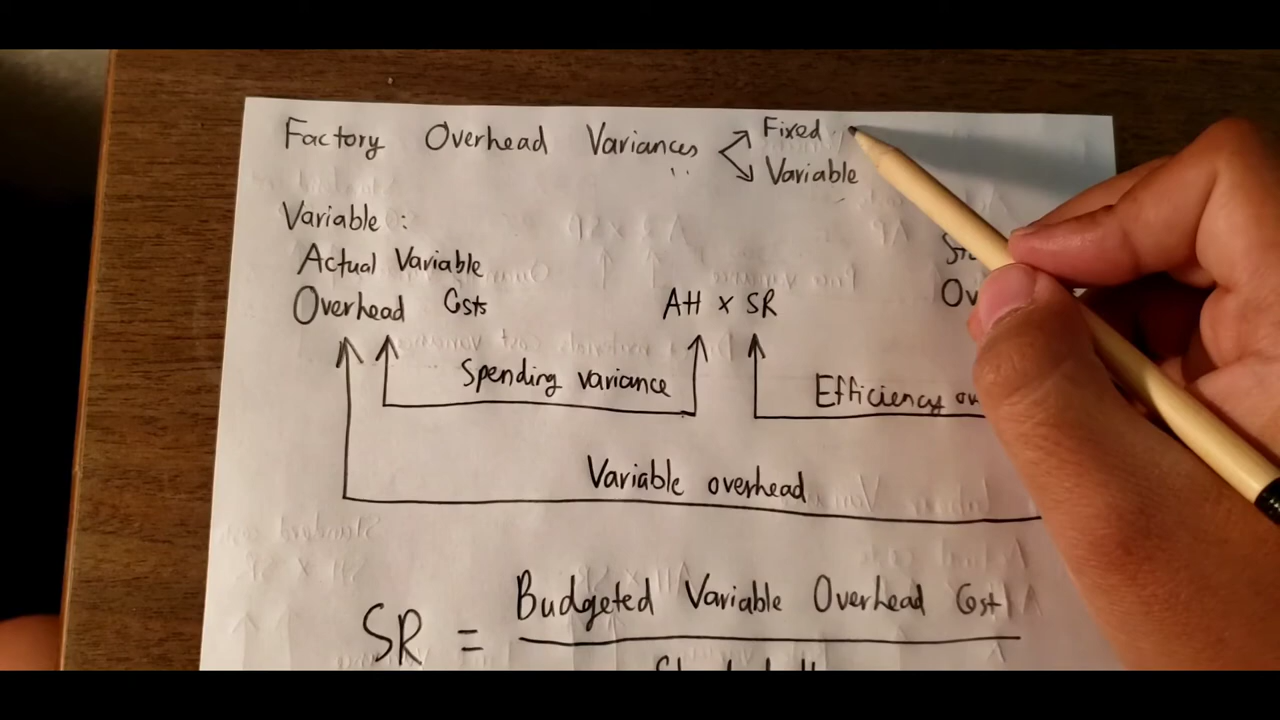 Factory Overhead Variances
Fixed
Variable
Variable :
Actual Variable
Overhead Costs
AH x SR
Spending variance
Efficiency
Variable overhead
SR = Budgeted Variable Overhead Cost